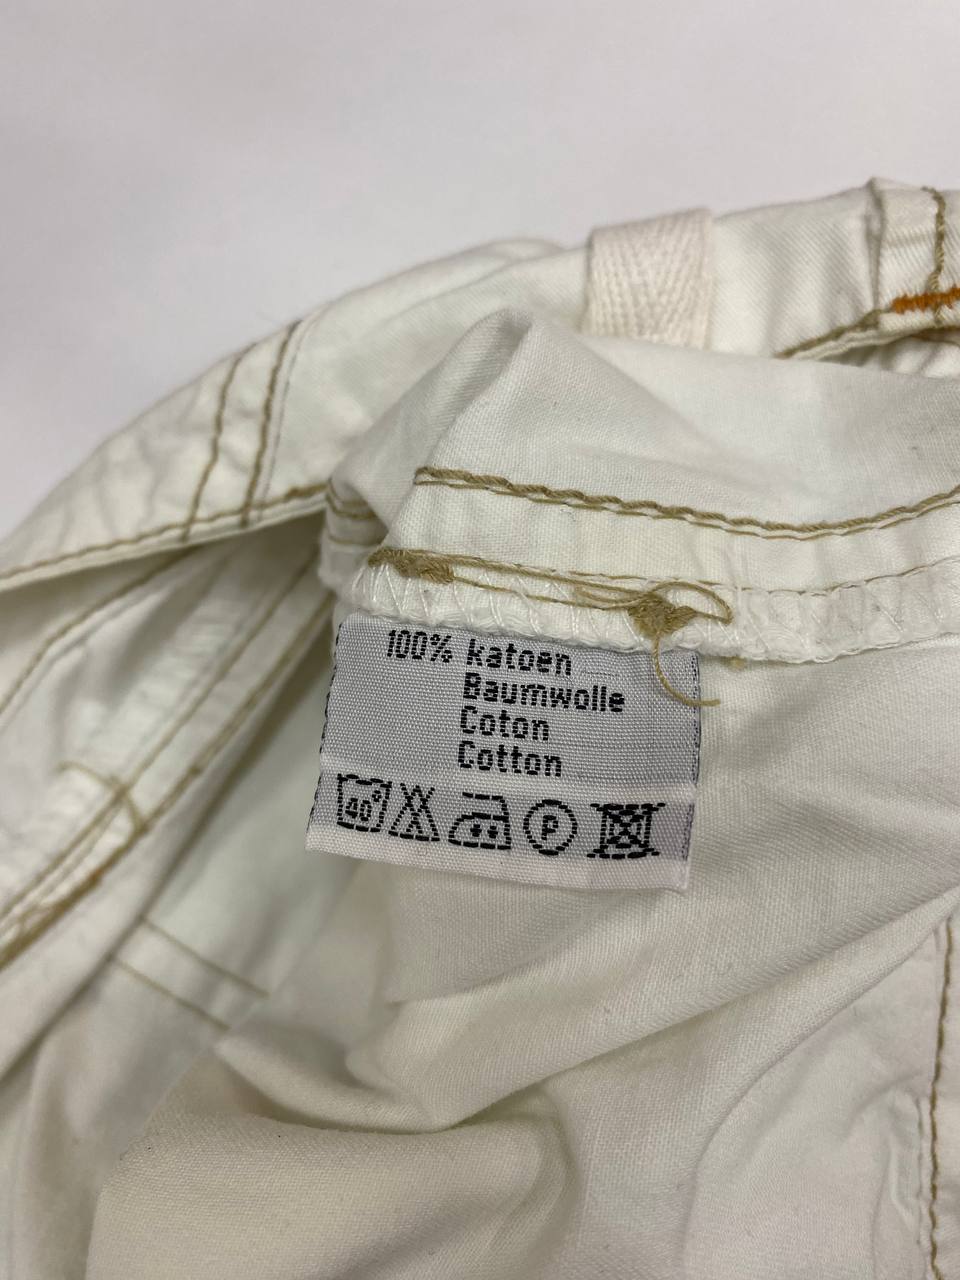 100% katoen
Baumwolle
Coton
Cotton
40° P